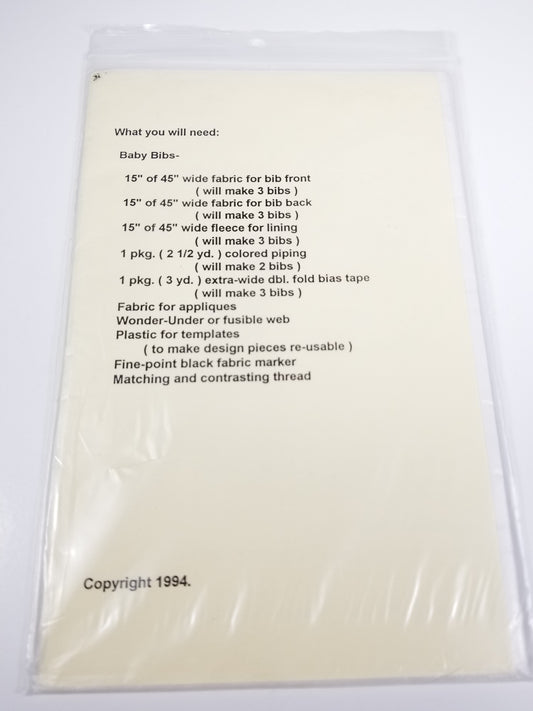 What you will need:
Baby Bibs-
15" of 45" wide fabric for bib front
( will make 3 bibs )
15" of 45" wide fabric for bib back
( will make 3 bibs )
15" of 45" wide fleece for lining
( will make 3 bibs )
1 pkg. ( 2 1/2 yd. ) colored piping
( will make 2 bibs )
1 pkg. ( 3 yd. ) extra-wide dbl. fold bias tape
( will make 3 bibs )
Fabric for appliques
Wonder-Under or fusible web
Plastic for templates
( to make design pieces re-usable )
Fine-point black fabric marker
Matching and contrasting thread
Copyright 1994.